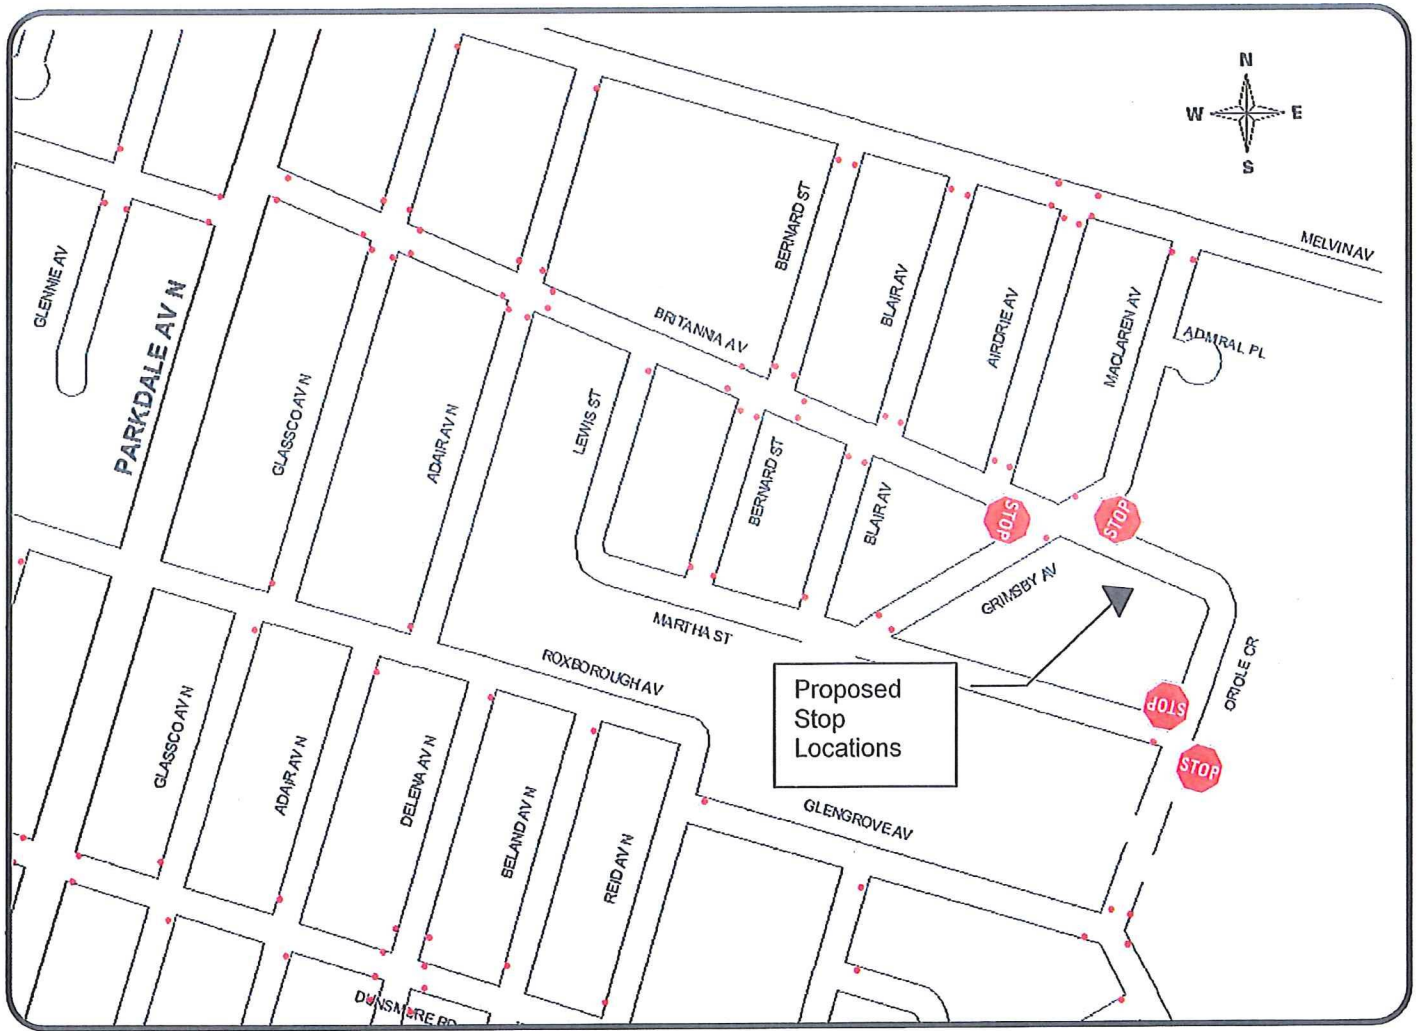 N
W E
S
MELVIN AV
GLENNIE AV
PARKDALE AV N
BERNARD ST
BLAIR AV
AIRDRIE AV
MACLAREN AV
ADMIRAL PL
BRITANNIA AV
GLASSCO AV N
ADAIR AV N
LEWIS ST
BERNARD ST
BLAIR AV
STOP
STOP
GRIMSBY AV
MARTHA ST
ORIOLE CR
ROXBOROUGH AV
Proposed
Stop
Locations
STOP
STOP
GLASSCO AV N
ADAIR AV N
DELENA AV N
BELAND AV N
REID AV N
GLENGROVE AV
DUNSMURE RD